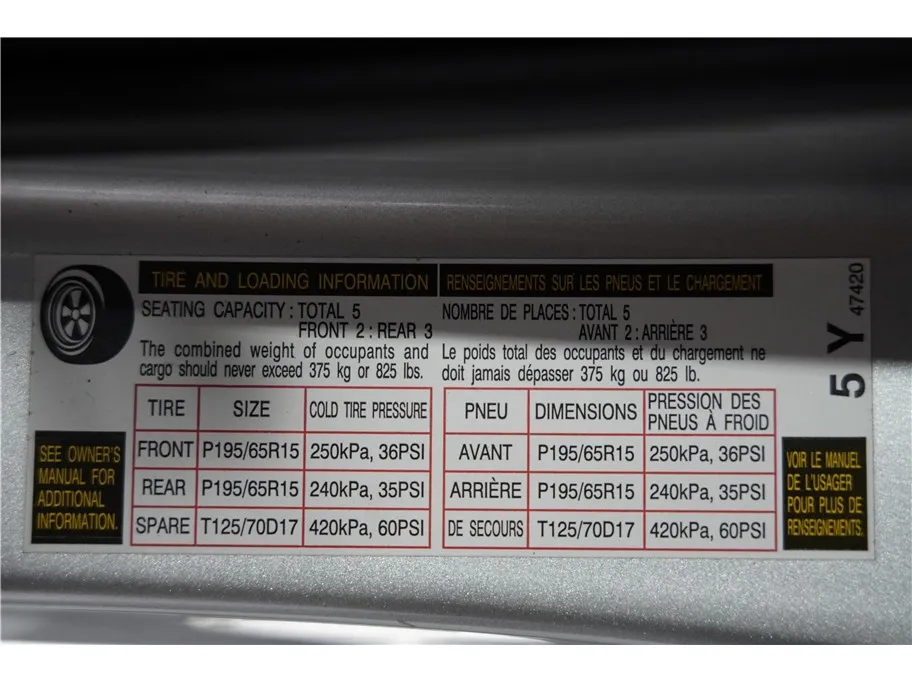 TIRE AND LOADING INFORMATION
SEATING CAPACITY : TOTAL 5
FRONT 2 : REAR 3
The combined weight of occupants and
cargo should never exceed 375 kg or 825 lbs.
TIRE SIZE COLD TIRE PRESSURE
FRONT P195/65R15 250kPa, 36PSI
REAR P195/65R15 240kPa, 35PSI
SPARE T125/70D17 420kPa, 60PSI
SEE OWNER'S
MANUAL FOR
ADDITIONAL
INFORMATION.
RENSEIGNEMENTS SUR LES PNEUS ET LE CHARGEMENT
NOMBRE DE PLACES : TOTAL 5
AVANT 2 : ARRIÈRE 3
Le poids total des occupants et du chargement ne
doit jamais dépasser 375 kg ou 825 lb.
PNEU DIMENSIONS PRESSION DES
PNEUS À FROID
AVANT P195/65R15 250kPa, 36PSI
ARRIÈRE P195/65R15 240kPa, 35PSI
DE SECOURS T125/70D17 420kPa, 60PSI
VOIR LE MANUEL
DE L'USAGER
POUR PLUS DE
RENSEIGNEMENTS.
5 Y 47420